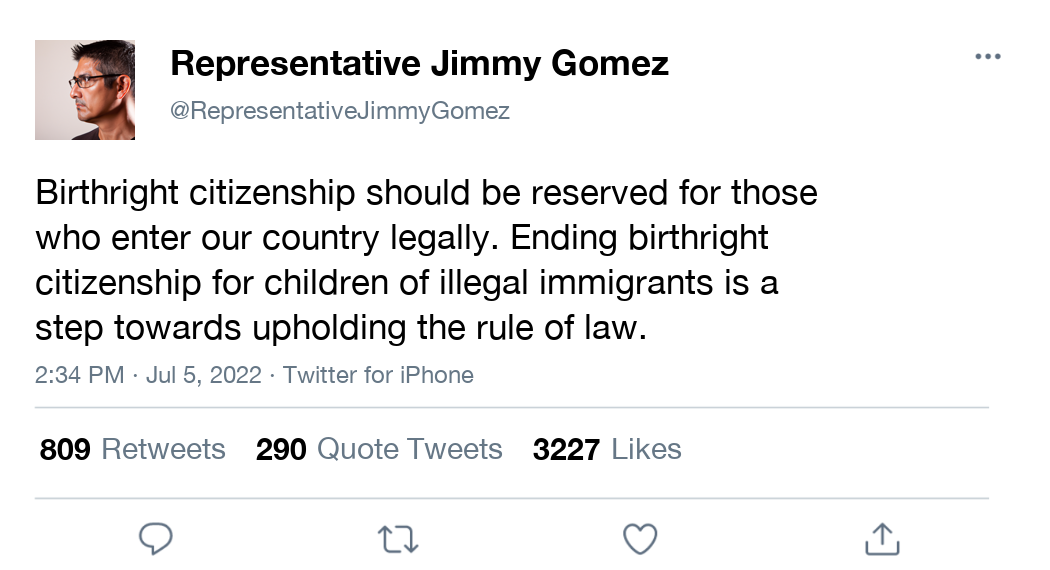 Representative Jimmy Gomez
@RepresentativeJimmyGomez
Birthright citizenship should be reserved for those
who enter our country legally. Ending birthright
citizenship for children of illegal immigrants is a
step towards upholding the rule of law.
2:34 PM · Jul 5, 2022 · Twitter for iPhone
809 Retweets 290 Quote Tweets 3227 Likes